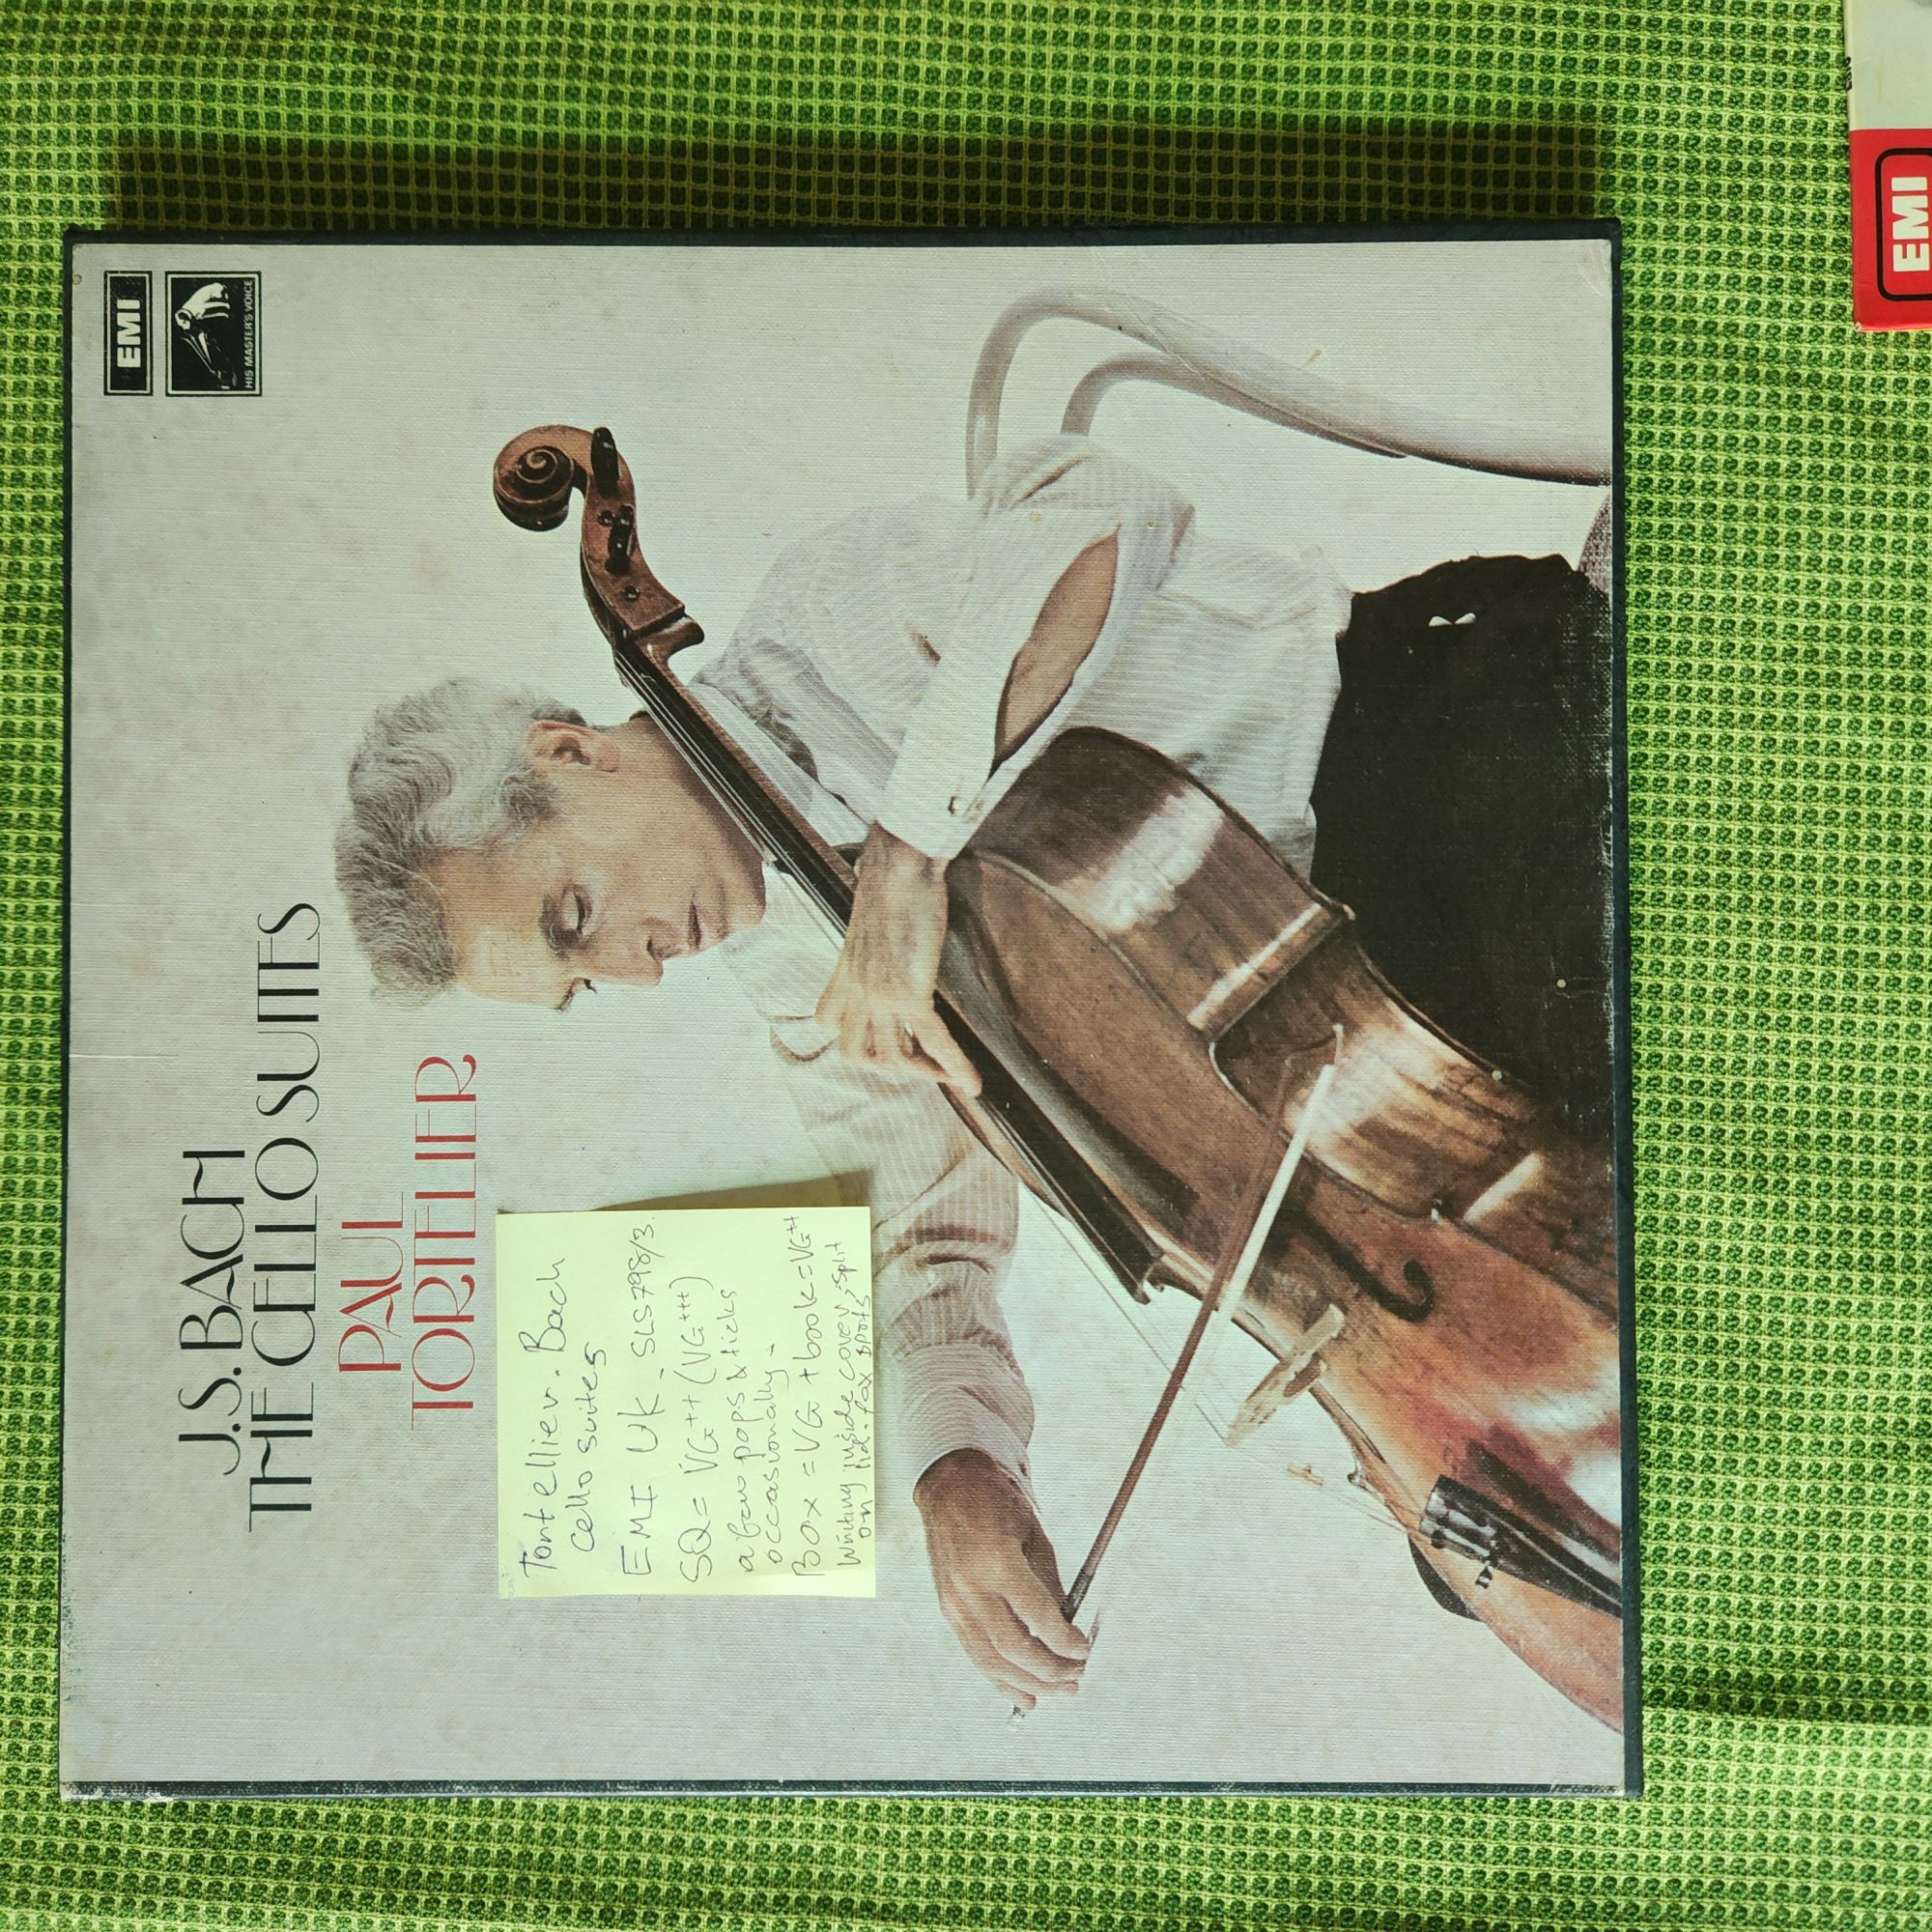 EMI
HIS MASTER'S VOICE
J.S. BACH
THE CELLO SUITES
PAUL
TORTELIER
Tortellier. Bach
cello suites
EMI UK - SLS798/3.
SQ = VG++ (VG+++)
a few pops & ticks
occasionally -
Box = VG + book = VG++
Writing inside cover, split
on lid. fox spots
EMI